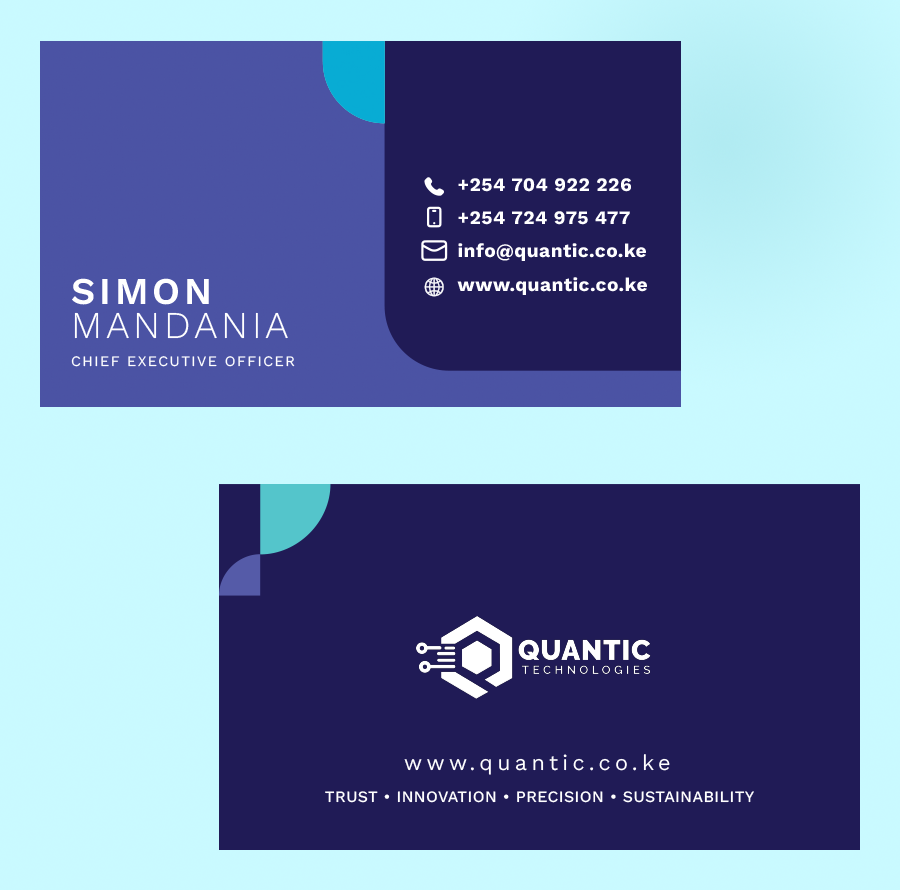 +254 704 922 226
+254 724 975 477
info@quantic.co.ke
www.quantic.co.ke
SIMON
MANDANIA
CHIEF EXECUTIVE OFFICER
QUANTIC
TECHNOLOGIES
www.quantic.co.ke
TRUST • INNOVATION • PRECISION • SUSTAINABILITY